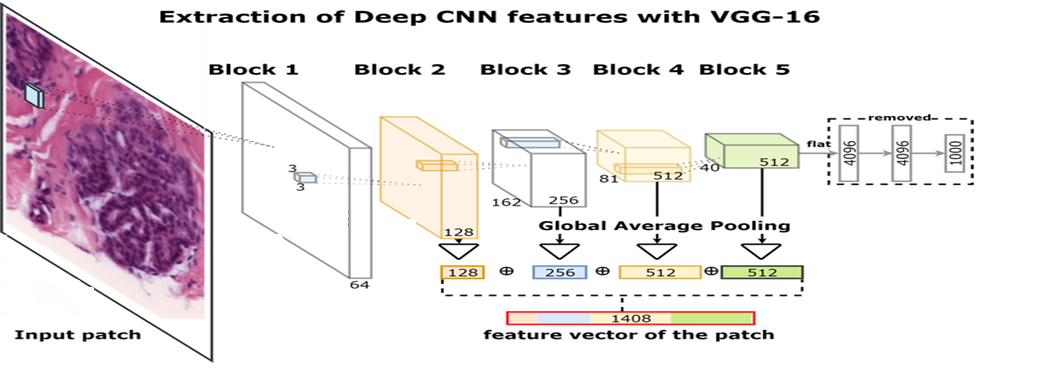 Extraction of Deep CNN features with VGG-16
Block 1 Block 2 Block 3 Block 4 Block 5
removed
flat
4096 4096 1000
3
3
64
128
162
256
81
512
40
512
Global Average Pooling
128 ⊕ 256 ⊕ 512 ⊕ 512
1408
feature vector of the patch
Input patch